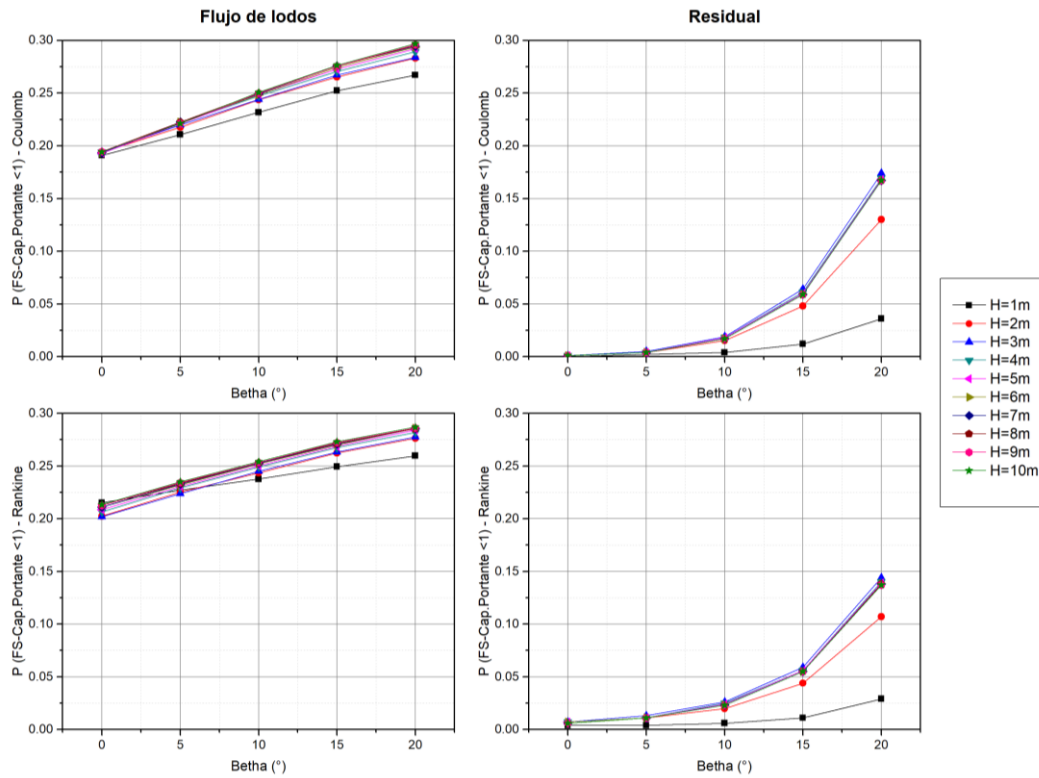 Flujo de lodos
Residual
P (FS-Cap.Portante <1) - Coulomb
0.30
0.25
0.20
0.15
0.10
0.05
0.00
0 5 10 15 20
Betha (°)
P (FS-Cap.Portante <1) - Coulomb
0.30
0.25
0.20
0.15
0.10
0.05
0.00
0 5 10 15 20
Betha (°)
P (FS-Cap.Portante <1) - Rankine
0.30
0.25
0.20
0.15
0.10
0.05
0.00
0 5 10 15 20
Betha (°)
P (FS-Cap.Portante <1) - Rankine
0.30
0.25
0.20
0.15
0.10
0.05
0.00
0 5 10 15 20
Betha (°)
H=1m
H=2m
H=3m
H=4m
H=5m
H=6m
H=7m
H=8m
H=9m
H=10m